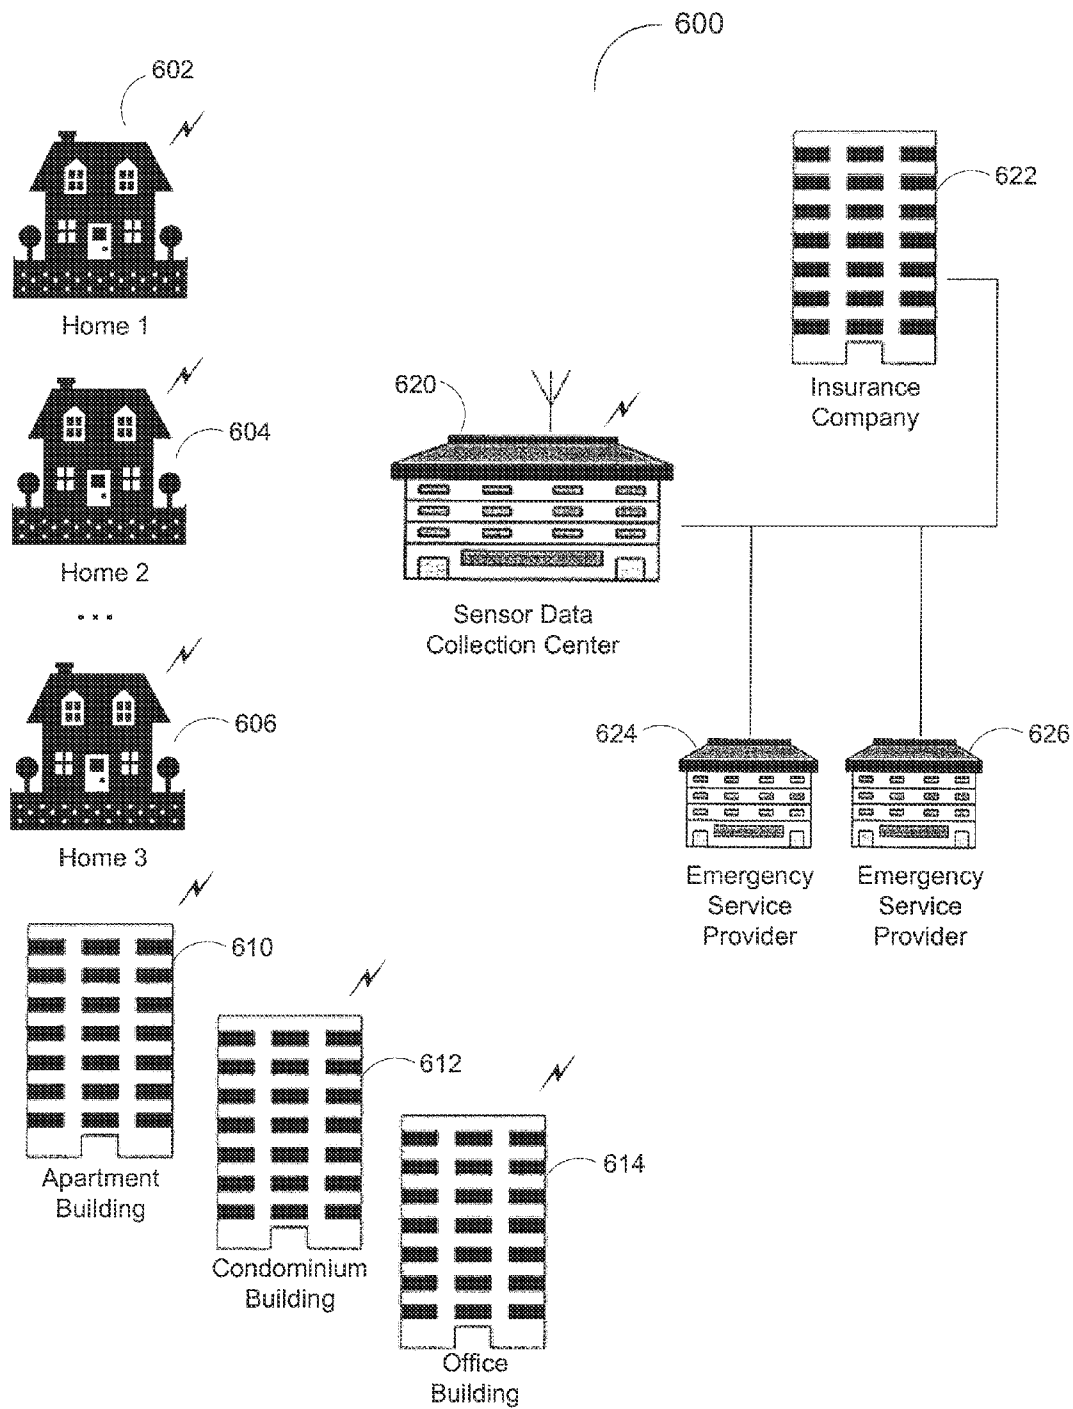 600
602
Home 1
622
Insurance
Company
620
604
Home 2
...
Sensor Data
Collection Center
606
Home 3
624
626
Emergency
Service
Provider
Emergency
Service
Provider
610
Apartment
Building
612
Condominium
Building
614
Office
Building